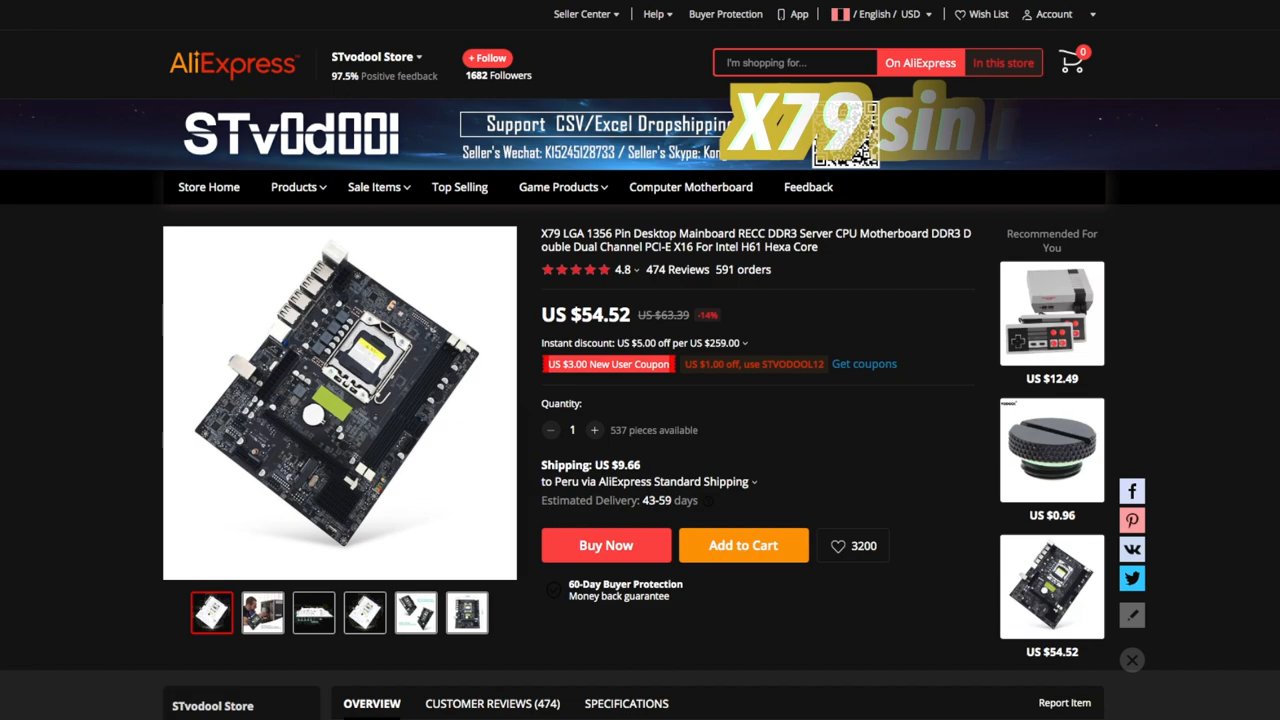 Seller Center
Help
Buyer Protection
App
/ English / USD
Wish List
Account
AliExpress™
STvodool Store
97.5% Positive feedback
+ Follow
1682 Followers
I'm shopping for...
On AliExpress
In this store
0
STv0d00l
Support CSV/Excel Dropshipping
Seller's Wechat: K15245128733 / Seller's Skype:
X79 sin
Store Home
Products
Sale Items
Top Selling
Game Products
Computer Motherboard
Feedback
X79 LGA 1356 Pin Desktop Mainboard RECC DDR3 Server CPU Motherboard DDR3 D
ouble Dual Channel PCI-E X16 For Intel H61 Hexa Core
4.8
474 Reviews
591 orders
US $54.52
US $63.39
-14%
Instant discount: US $5.00 off per US $259.00
US $3.00 New User Coupon
US $1.00 off, use STVODOOL12
Get coupons
Quantity:
1
537 pieces available
Shipping: US $9.66
to Peru via AliExpress Standard Shipping
Estimated Delivery: 43-59 days
Buy Now
Add to Cart
3200
60-Day Buyer Protection
Money back guarantee
Recommended For
You
US $12.49
US $0.96
US $54.52
STvodool Store
OVERVIEW
CUSTOMER REVIEWS (474)
SPECIFICATIONS
Report Item